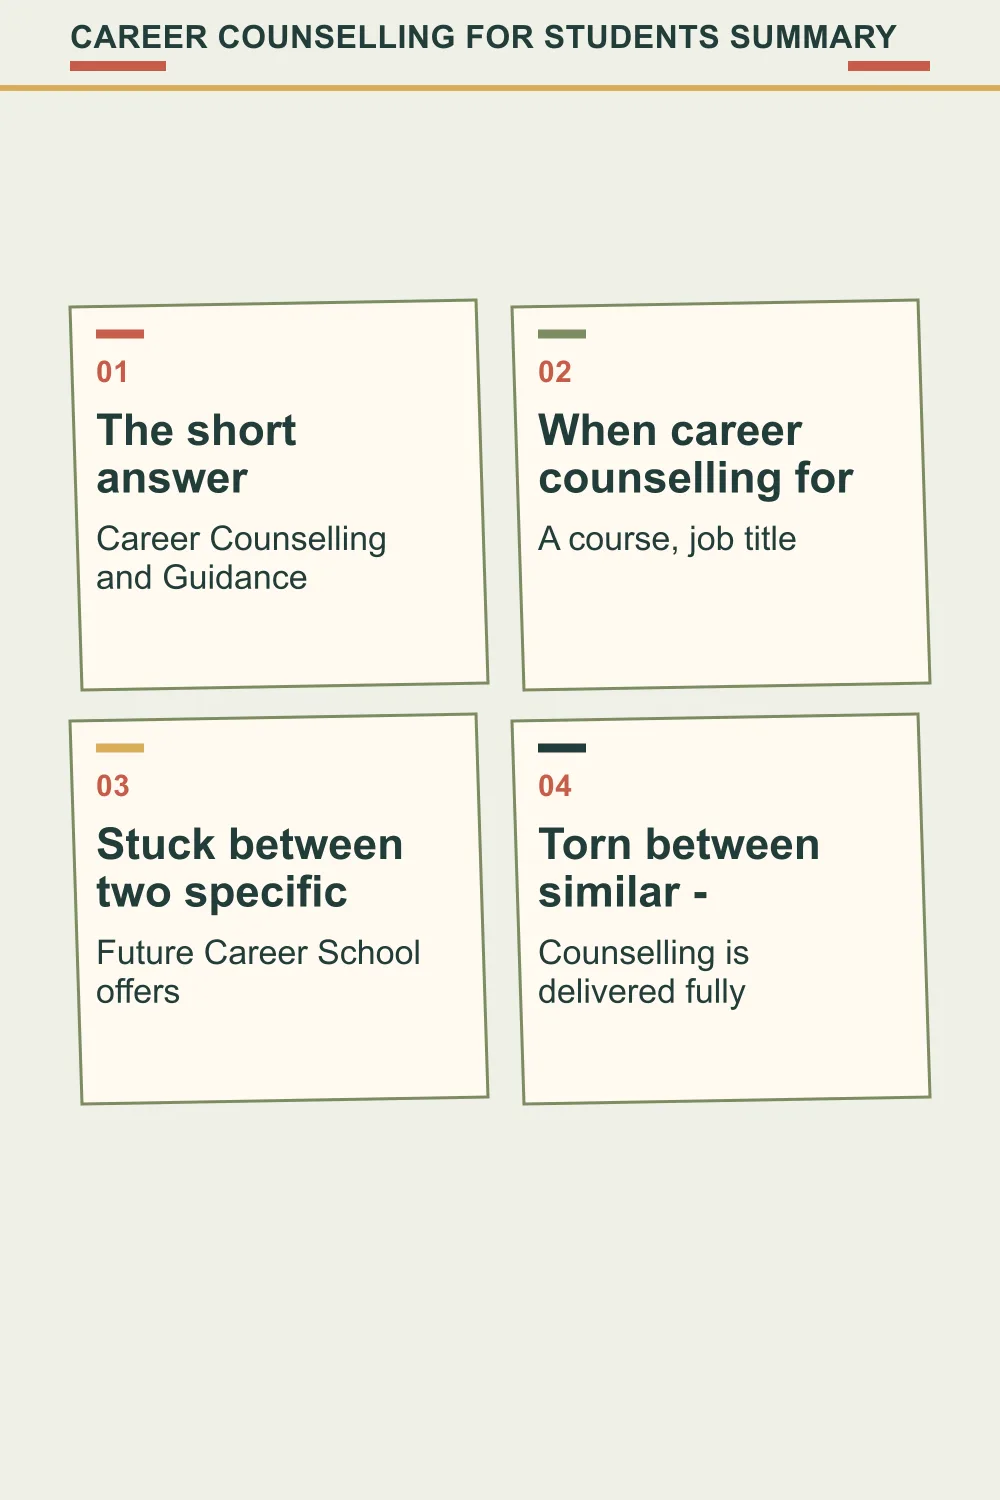 CAREER COUNSELLING FOR STUDENTS SUMMARY
01
The short
answer
Career Counselling
and Guidance
02
When career
counselling for
A course, job title
03
Stuck between
two specific
Future Career School
offers
04
Torn between
similar -
Counselling is
delivered fully